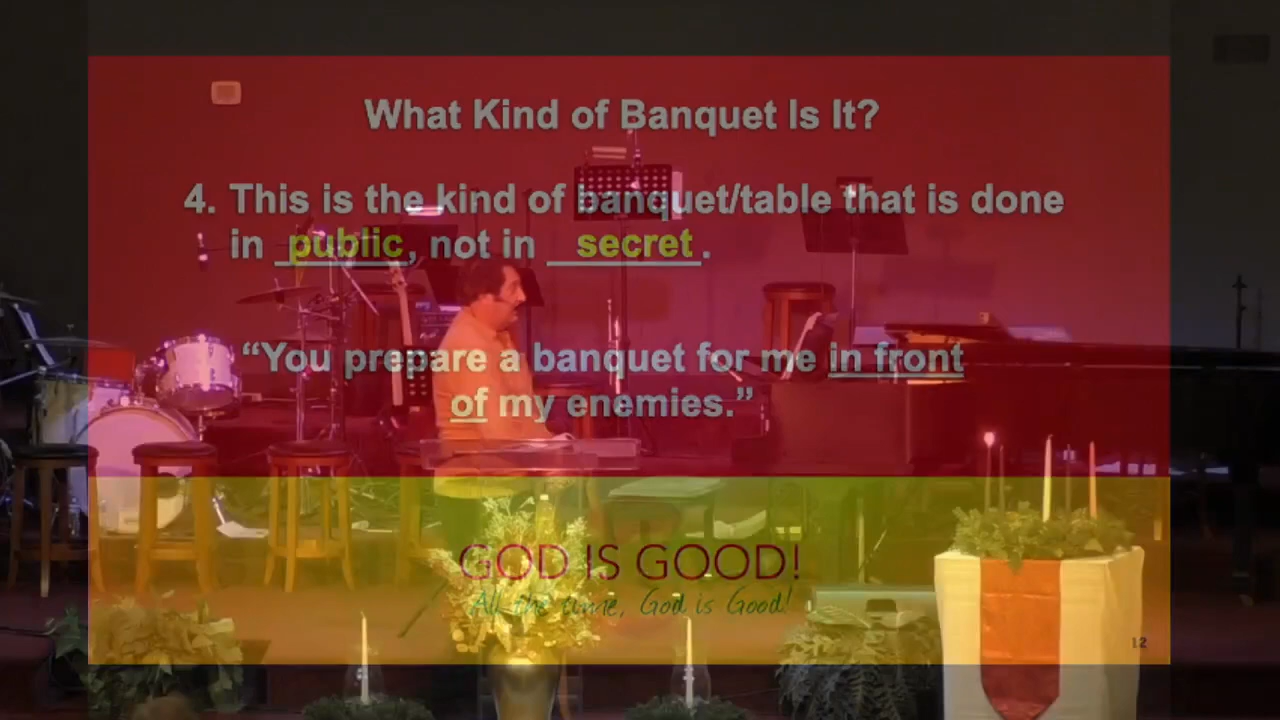 What Kind of Banquet Is It?
4. This is the kind of banquet/table that is done
in public, not in secret.
“You prepare a banquet for me in front
of my enemies.”
GOD IS GOOD!
All the time, God is Good!
12